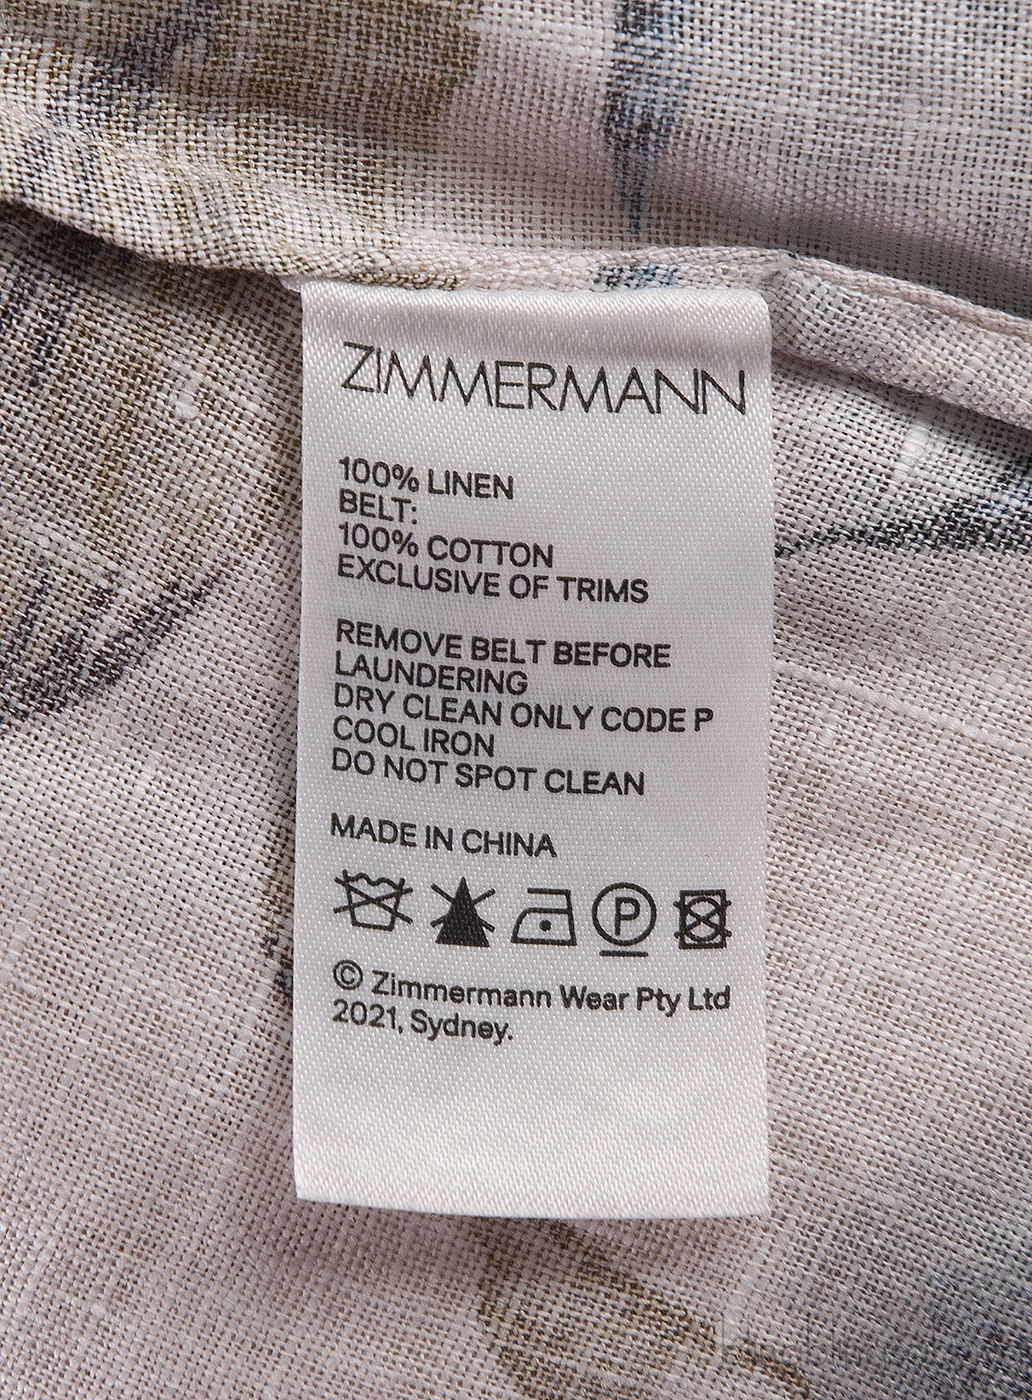 ZIMMERMANN
100% LINEN
BELT:
100% COTTON
EXCLUSIVE OF TRIMS
REMOVE BELT BEFORE
LAUNDERING
DRY CLEAN ONLY CODE P
COOL IRON
DO NOT SPOT CLEAN
MADE IN CHINA
P
© Zimmermann Wear Pty Ltd
2021, Sydney.